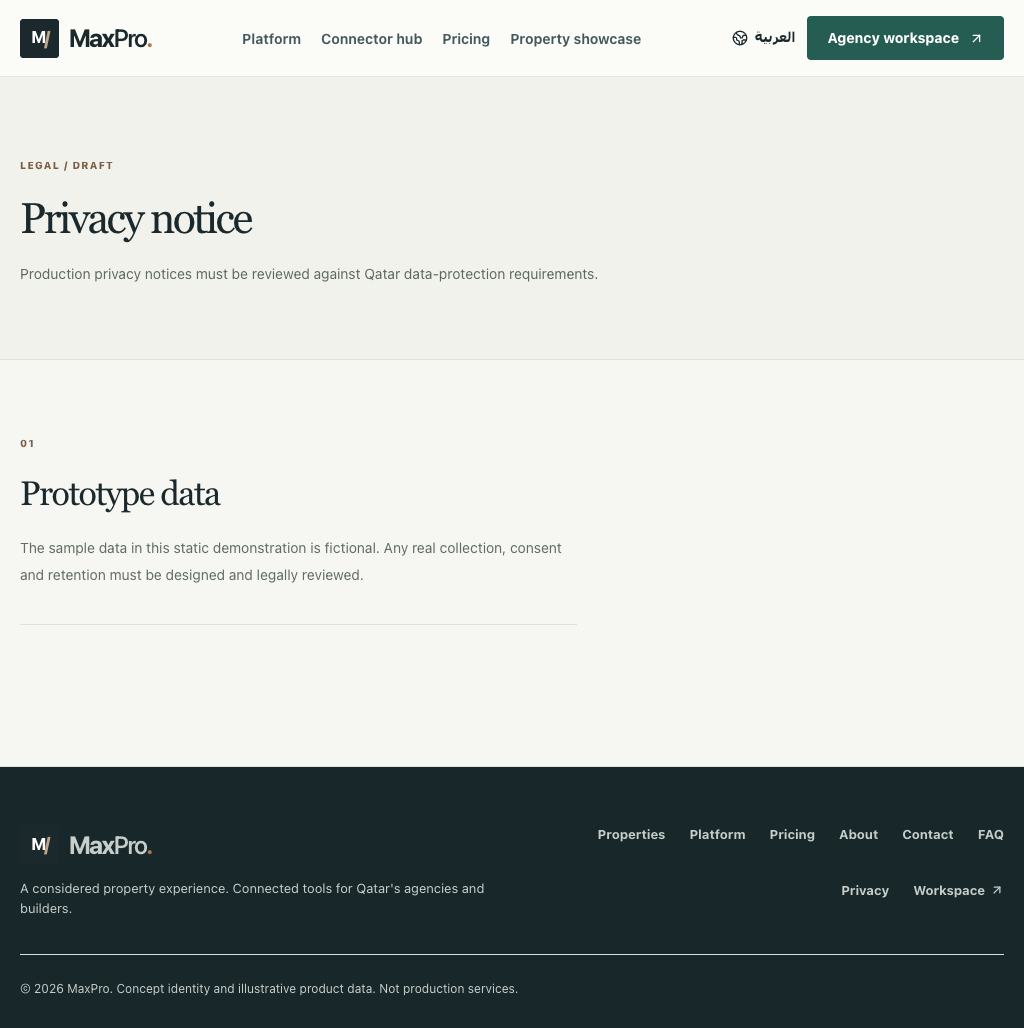 M/ MaxPro.
Platform
Connector hub
Pricing
Property showcase
العربية
Agency workspace
LEGAL / DRAFT
Privacy notice
Production privacy notices must be reviewed against Qatar data-protection requirements.
01
Prototype data
The sample data in this static demonstration is fictional. Any real collection, consent
and retention must be designed and legally reviewed.
M/ MaxPro.
A considered property experience. Connected tools for Qatar's agencies and
builders.
Properties
Platform
Pricing
About
Contact
FAQ
Privacy
Workspace
© 2026 MaxPro. Concept identity and illustrative product data. Not production services.